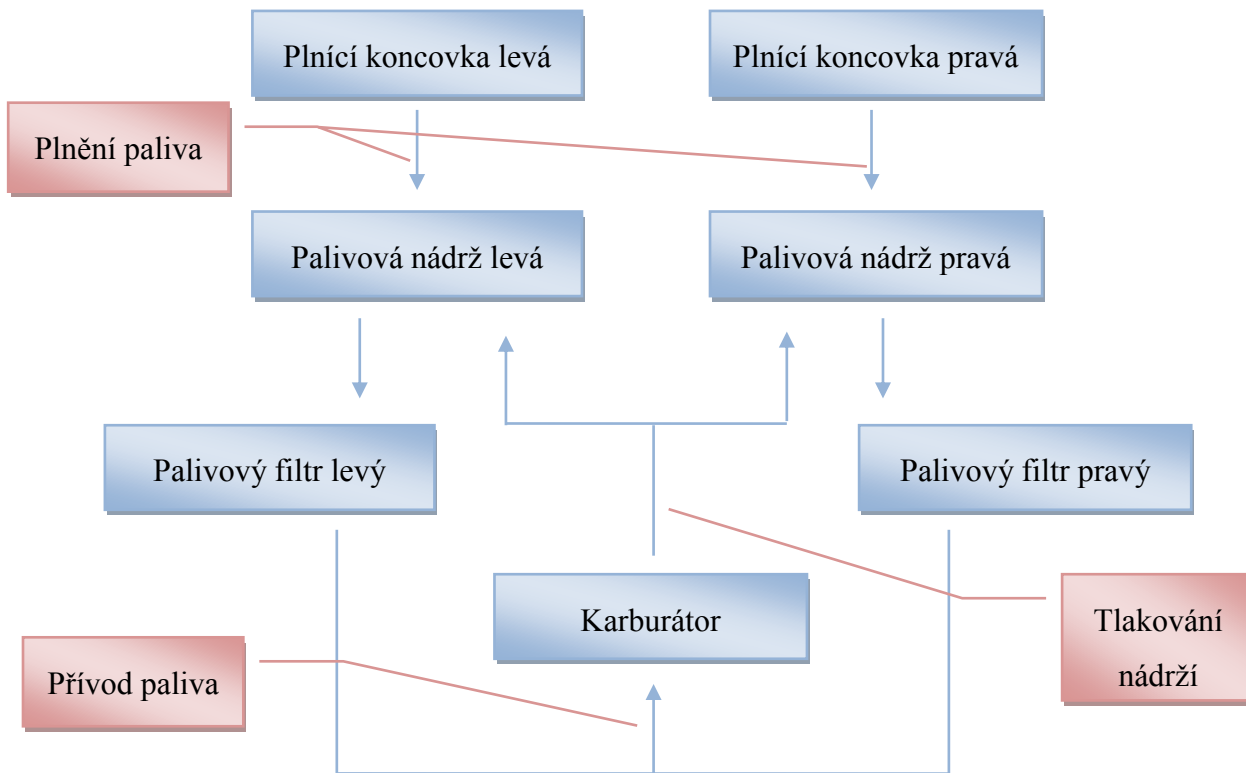 Plnící koncovka levá
Plnící koncovka pravá
Plnění paliva
Palivová nádrž levá
Palivová nádrž pravá
Palivový filtr levý
Palivový filtr pravý
Karburátor
Tlakování
nádrží
Přívod paliva